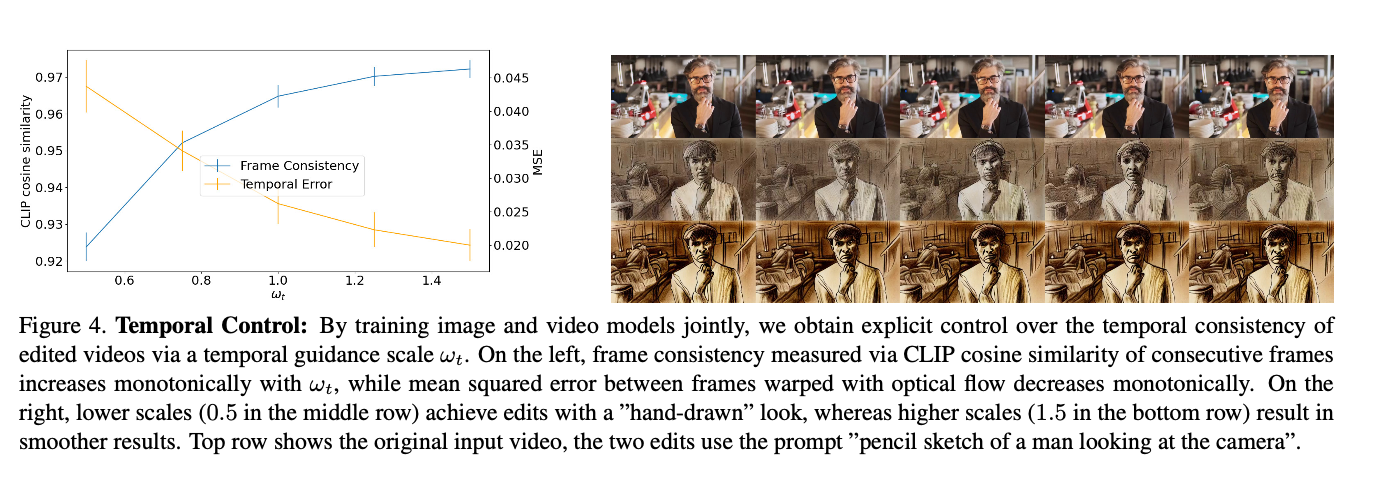 0.97
0.96
0.95
0.94
0.93
0.92
CLIP cosine similarity
0.6 0.8 1.0 1.2 1.4
ωt
Frame Consistency
Temporal Error
0.045
0.040
0.035
0.030
0.025
0.020
MSE
Figure 4. Temporal Control: By training image and video models jointly, we obtain explicit control over the temporal consistency of
edited videos via a temporal guidance scale ωt. On the left, frame consistency measured via CLIP cosine similarity of consecutive frames
increases monotonically with ωt, while mean squared error between frames warped with optical flow decreases monotonically. On the
right, lower scales (0.5 in the middle row) achieve edits with a ”hand-drawn” look, whereas higher scales (1.5 in the bottom row) result in
smoother results. Top row shows the original input video, the two edits use the prompt ”pencil sketch of a man looking at the camera”.